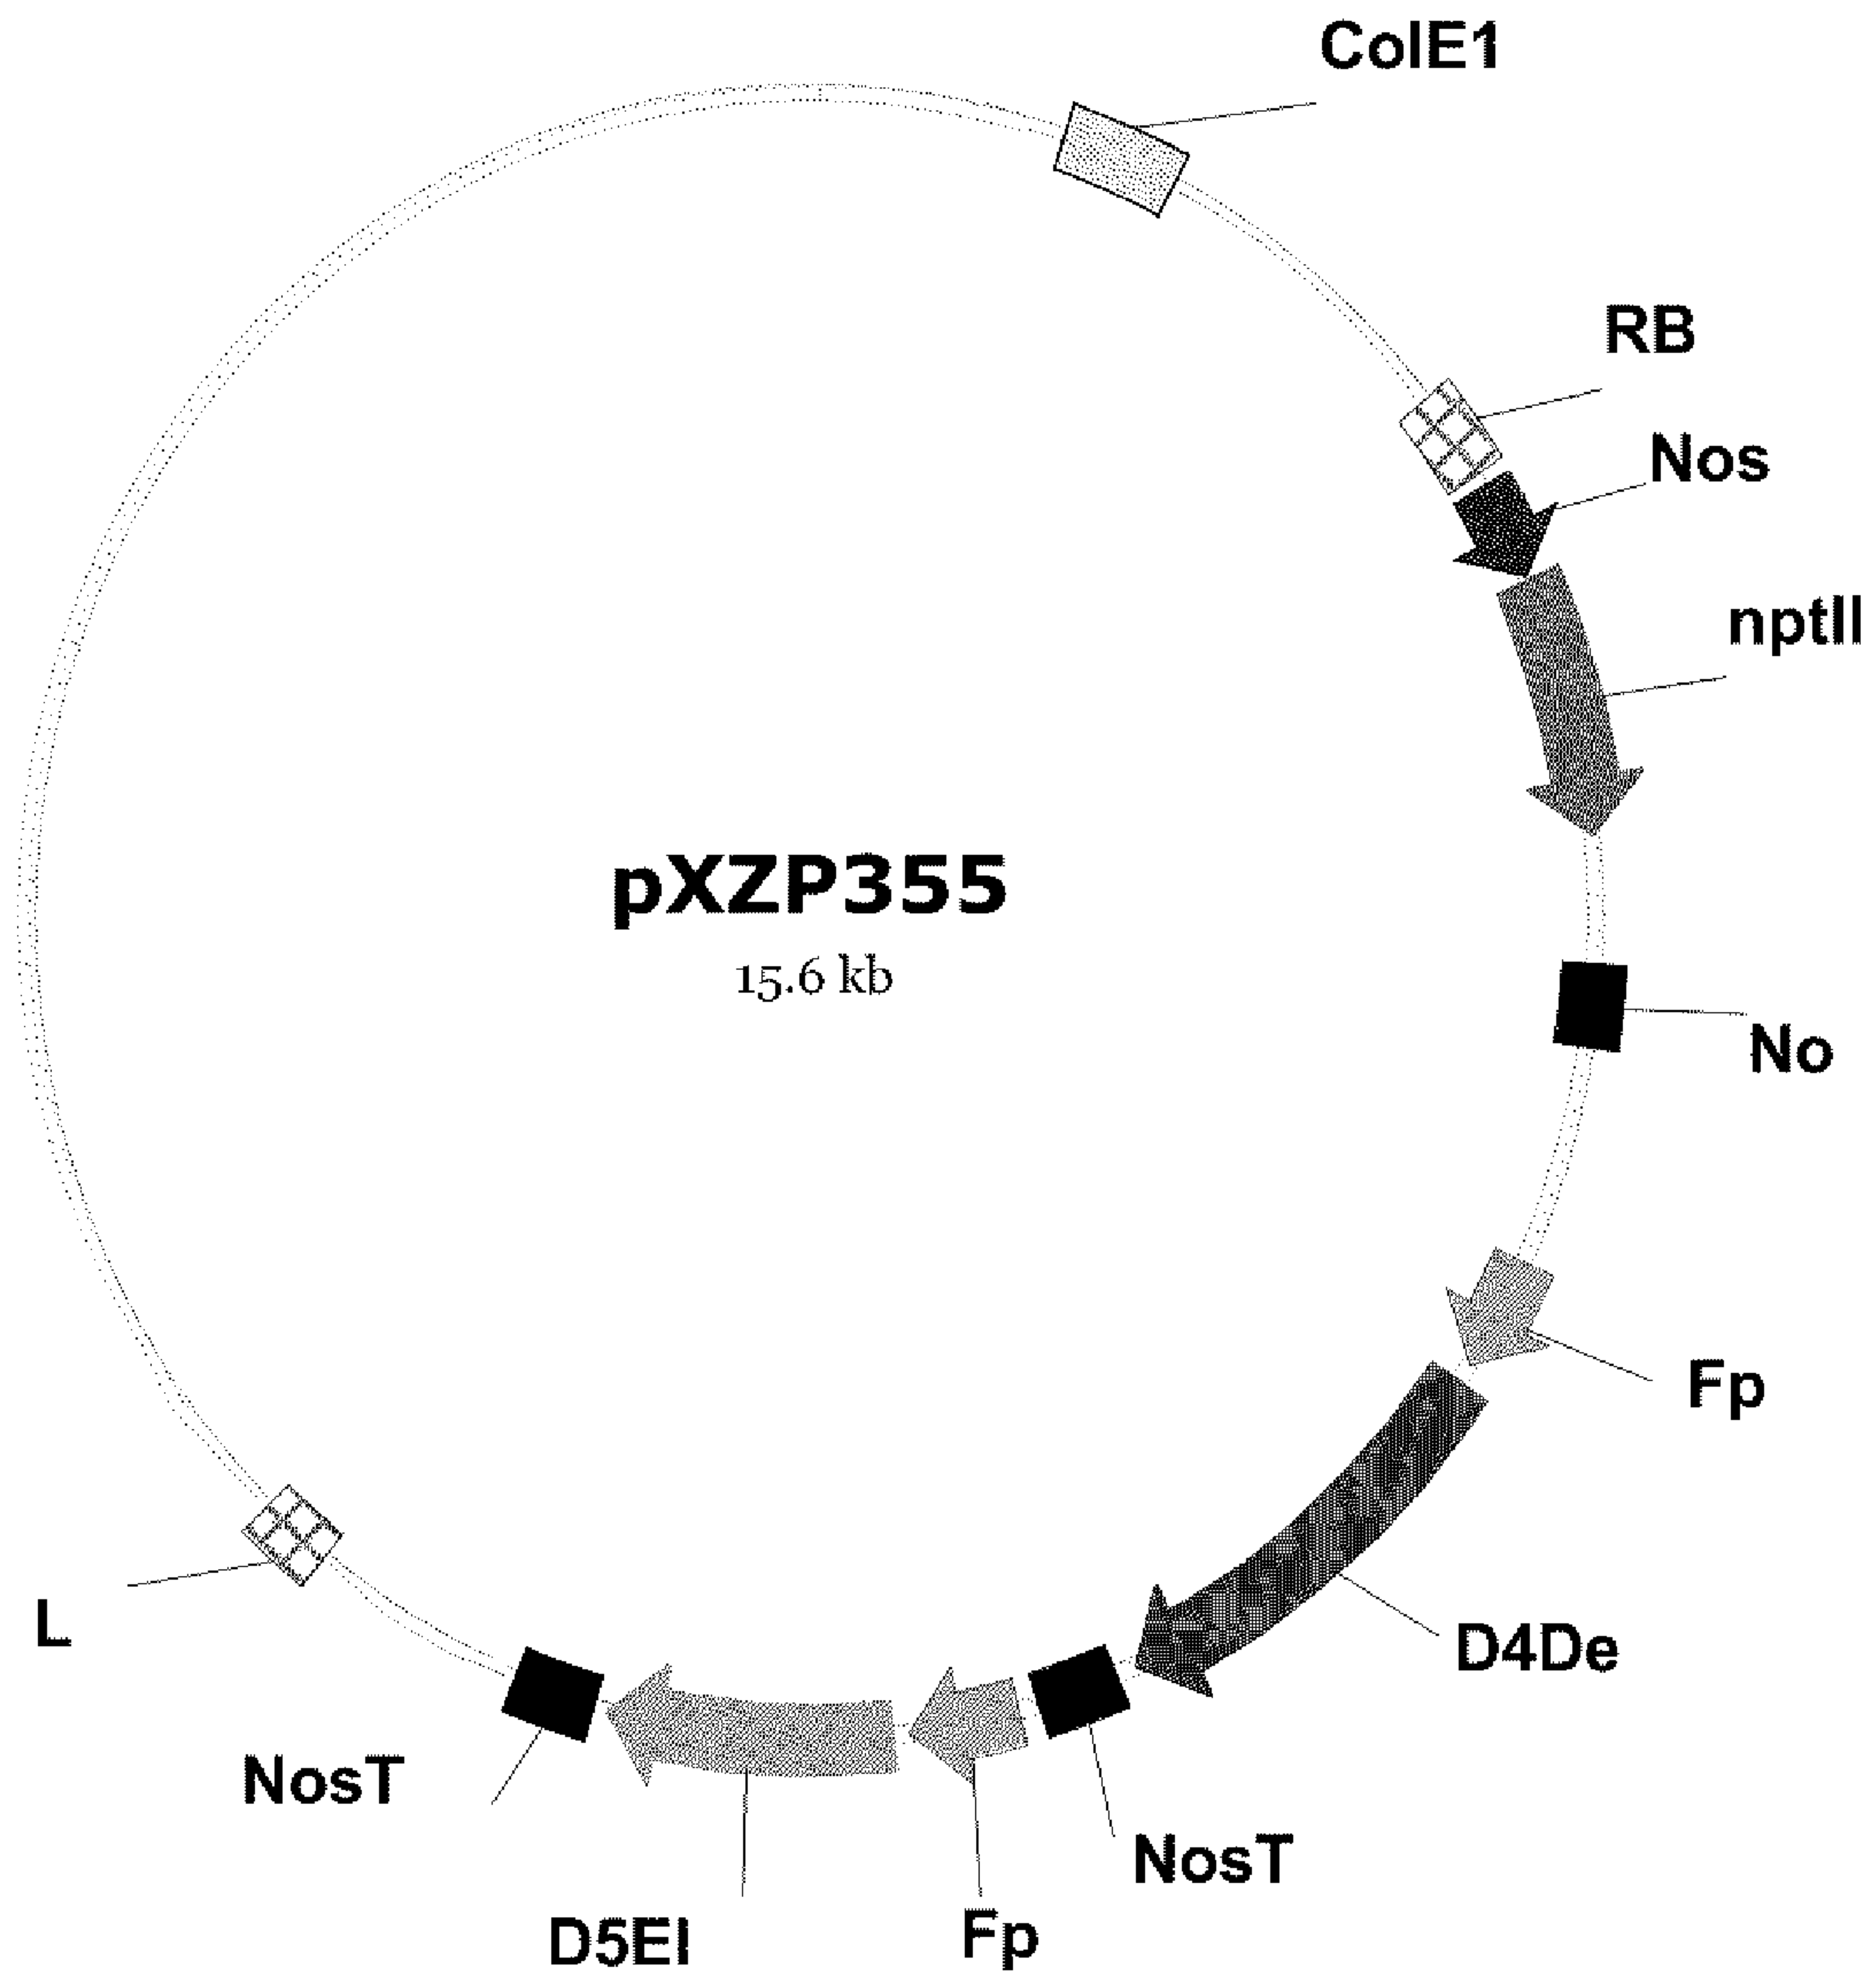 ColE1
RB
Nos
nptII
pXZP355
15.6 kb
No
Fp
D4De
L
NosT
NosT
D5El
Fp